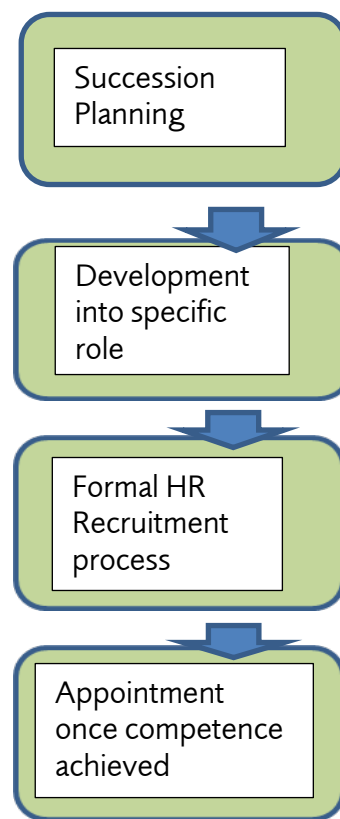 Succession
Planning
Development
into specific
role
Formal HR
Recruitment
process
Appointment
once competence
achieved